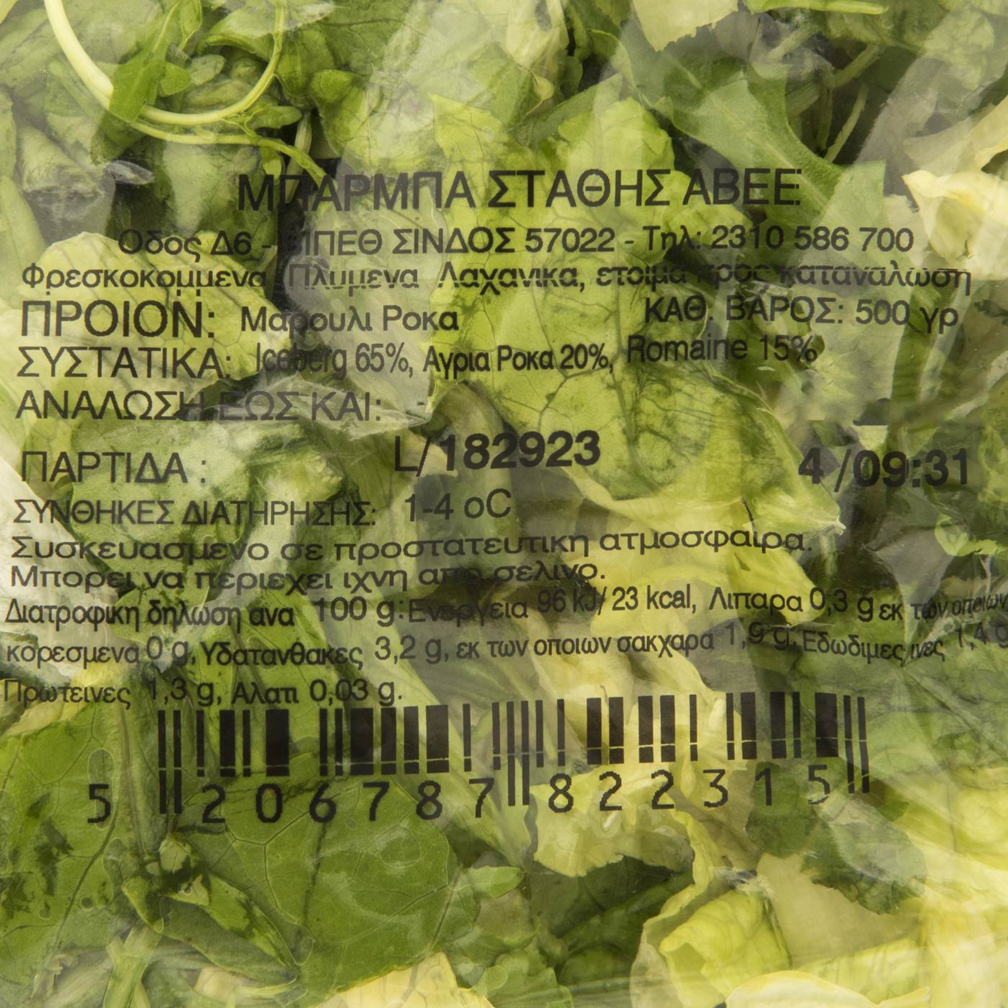 ΜΠΑΡΜΠΑ ΣΤΑΘΗΣ ΑΒΕΕ
Οδος Δ6 - ΒΙΠΕΘ ΣΙΝΔΟΣ 57022 - Τηλ: 2310 586 700
Φρεσκοκομμενα Πλυμενα Λαχανικα, ετοιμα προς καταναλωση
ΠΡΟΙΟΝ: Μαρουλι Ροκα ΚΑΘ. ΒΑΡΟΣ: 500 γρ
ΣΥΣΤΑΤΙΚΑ: Iceberg 65%, Αγρια Ροκα 20%, Romaine 15%
ΑΝΑΛΩΣΗ ΕΩΣ ΚΑΙ: -
ΠΑΡΤΙΔΑ : L/182923 4 /09:31
ΣΥΝΘΗΚΕΣ ΔΙΑΤΗΡΗΣΗΣ: 1-4 oC
Συσκευασμενο σε προστατευτικη ατμοσφαιρα.
Μπορει να περιεχει ιχνη απο σελινο.
Διατροφικη δηλωση ανα 100 g: Ενεργεια 96 kJ/ 23 kcal, Λιπαρα 0,3 g εκ των οποιων
κορεσμενα 0 g, Υδατανθακες 3,2 g, εκ των οποιων σακχαρα 1,9 g, Εδωδιμες ινες 1,4
Πρωτεινες 1,3 g, Αλατι 0,03 g.
5 206787 822315